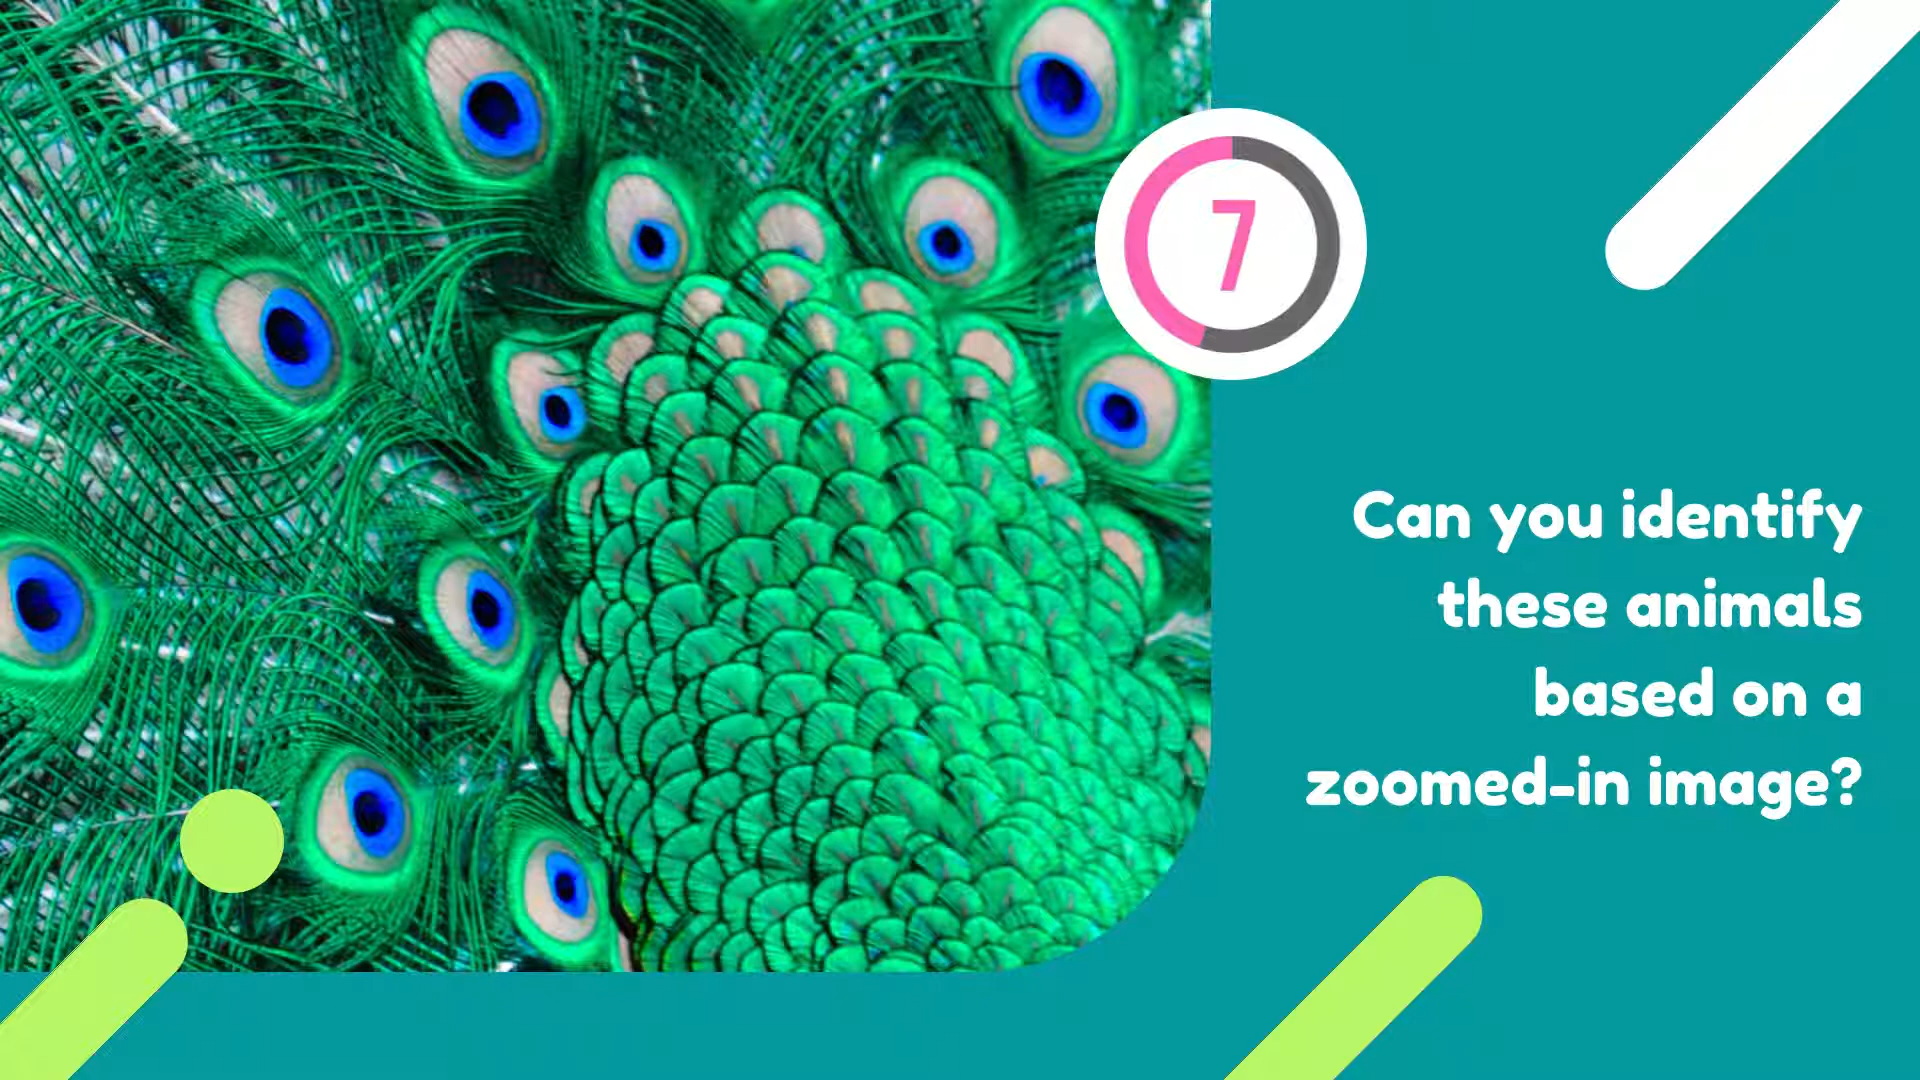 7
Can you identify
these animals
based on a
zoomed-in image?